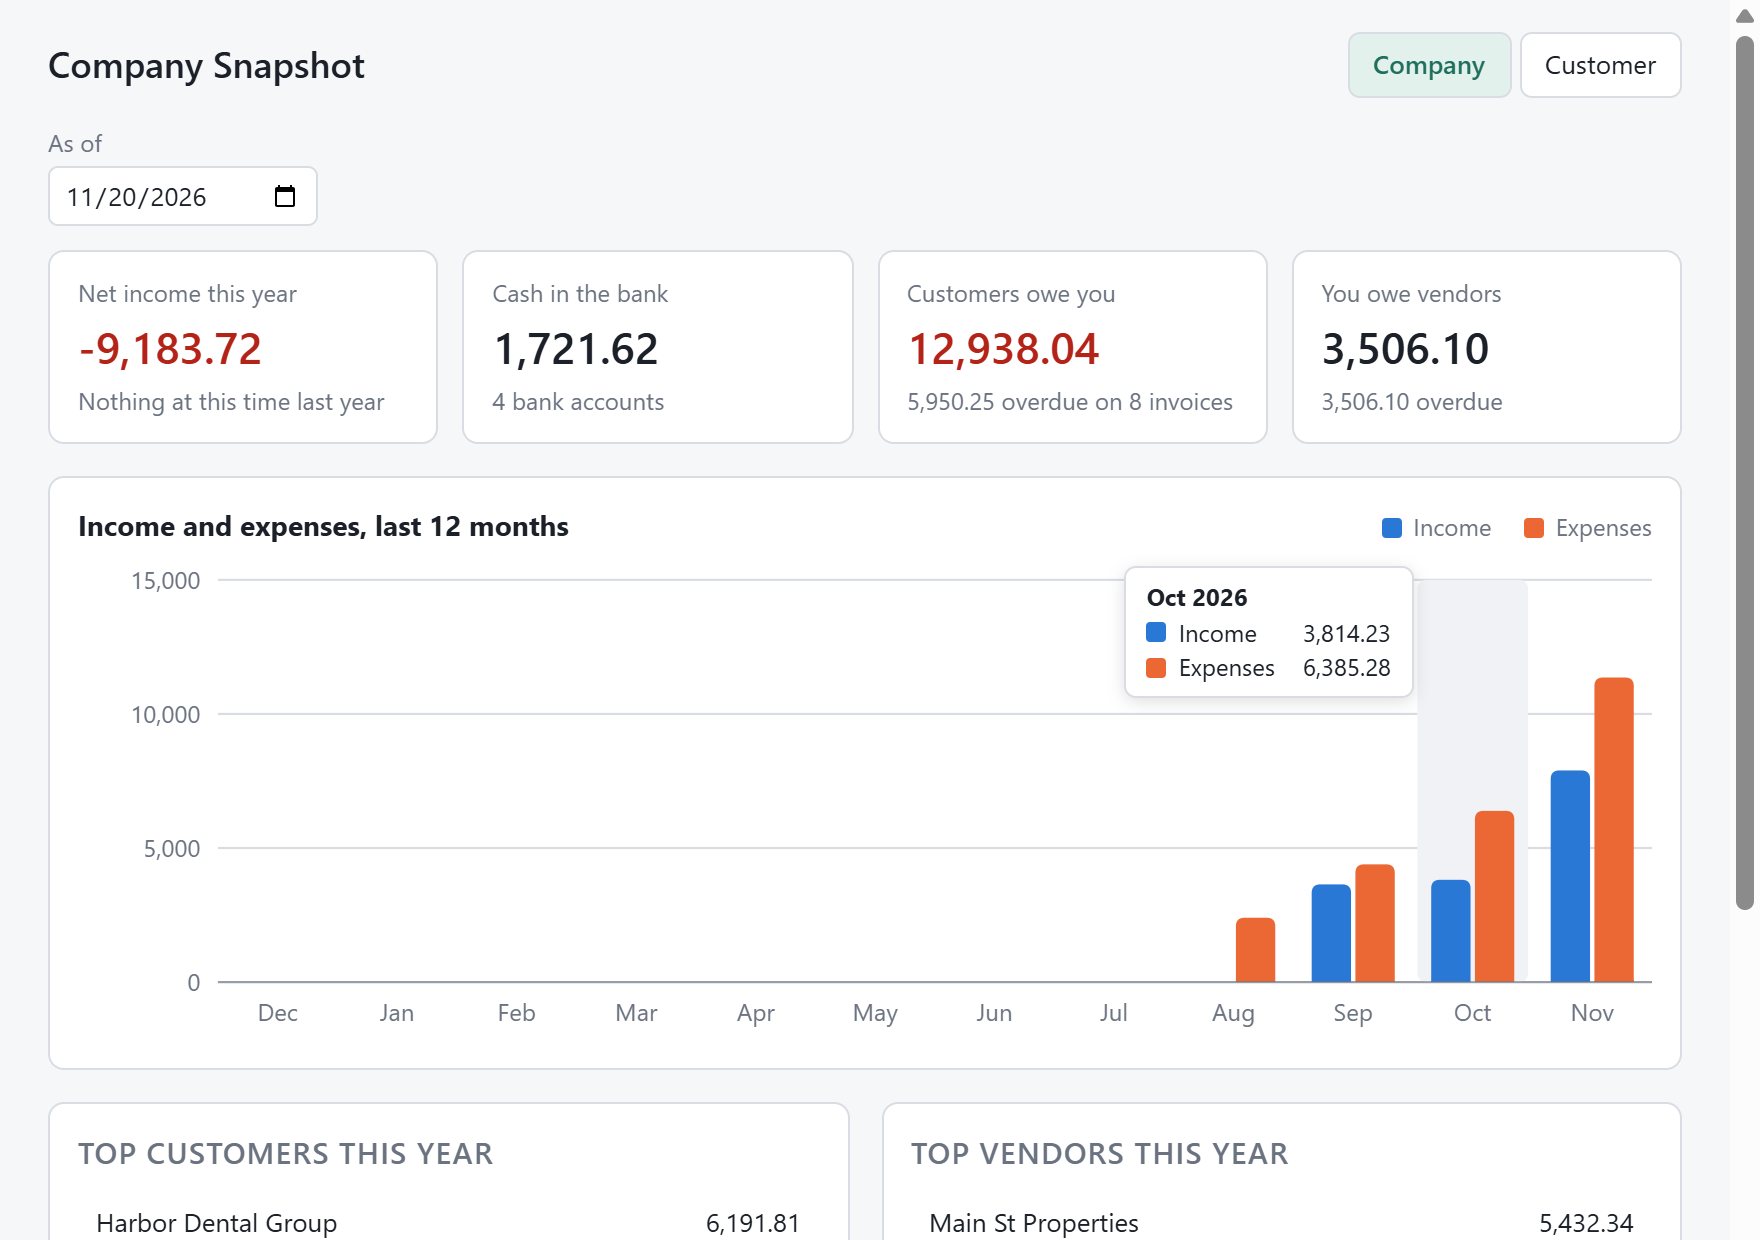 Company Snapshot
Company
Customer
As of
11/20/2026
Net income this year
-9,183.72
Nothing at this time last year
Cash in the bank
1,721.62
4 bank accounts
Customers owe you
12,938.04
5,950.25 overdue on 8 invoices
You owe vendors
3,506.10
3,506.10 overdue
Income and expenses, last 12 months
Income
Expenses
15,000
10,000
5,000
0
Oct 2026
Income 3,814.23
Expenses 6,385.28
Dec Jan Feb Mar Apr May Jun Jul Aug Sep Oct Nov
TOP CUSTOMERS THIS YEAR
Harbor Dental Group 6,191.81
TOP VENDORS THIS YEAR
Main St Properties 5,432.34